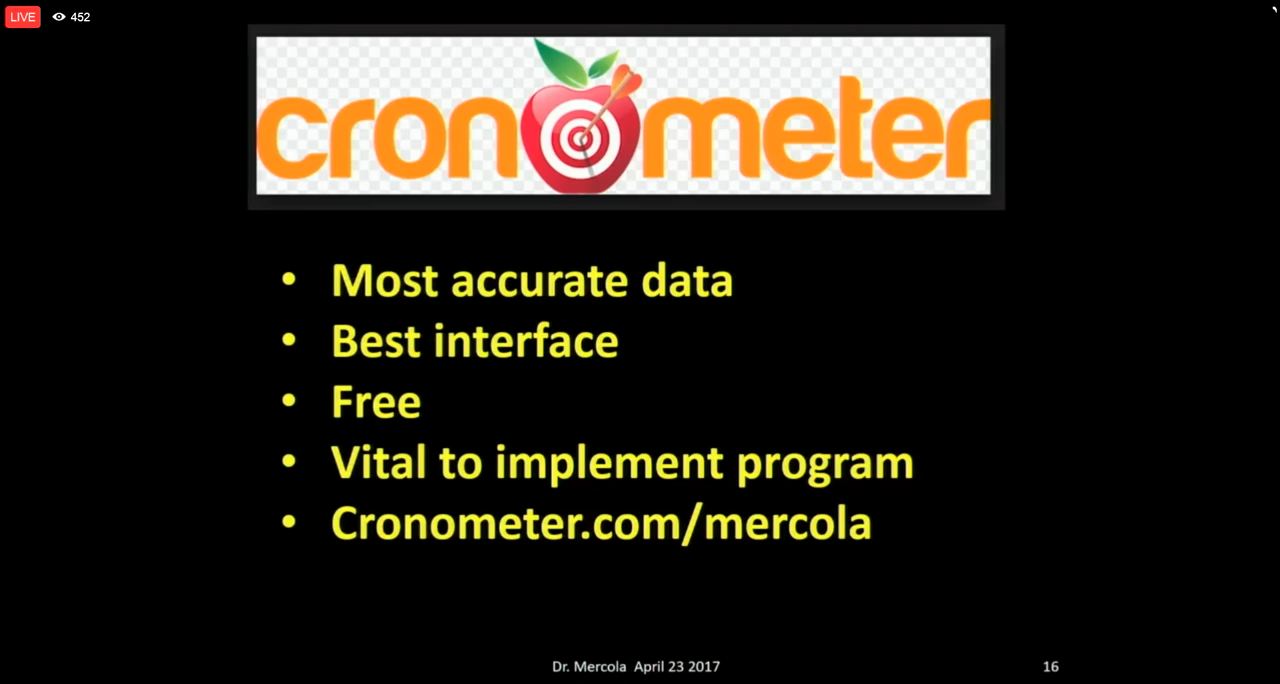 LIVE 452
cronometer
• Most accurate data
• Best interface
• Free
• Vital to implement program
• Cronometer.com/mercola
Dr. Mercola April 23 2017 16